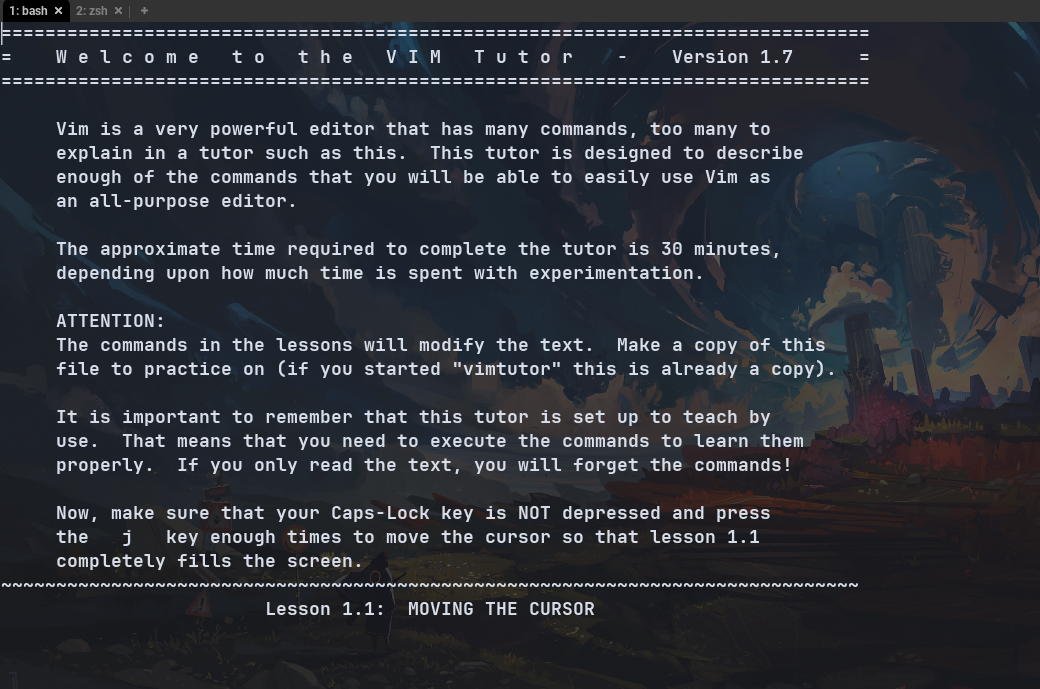 1: bash × 2: zsh × +
===============================================================================
=    W e l c o m e   t o   t h e   V I M   T u t o r   -    Version 1.7      =
===============================================================================
Vim is a very powerful editor that has many commands, too many to
explain in a tutor such as this.  This tutor is designed to describe
enough of the commands that you will be able to easily use Vim as
an all-purpose editor.
The approximate time required to complete the tutor is 30 minutes,
depending upon how much time is spent with experimentation.
ATTENTION:
The commands in the lessons will modify the text.  Make a copy of this
file to practice on (if you started "vimtutor" this is already a copy).
It is important to remember that this tutor is set up to teach by
use.  That means that you need to execute the commands to learn them
properly.  If you only read the text, you will forget the commands!
Now, make sure that your Caps-Lock key is NOT depressed and press
the   j   key enough times to move the cursor so that lesson 1.1
completely fills the screen.
~~~~~~~~~~~~~~~~~~~~~~~~~~~~~~~~~~~~~~~~~~~~~~~~~~~~~~~~~~~~~~~~~~~~~~~~~~~~~~
Lesson 1.1:  MOVING THE CURSOR